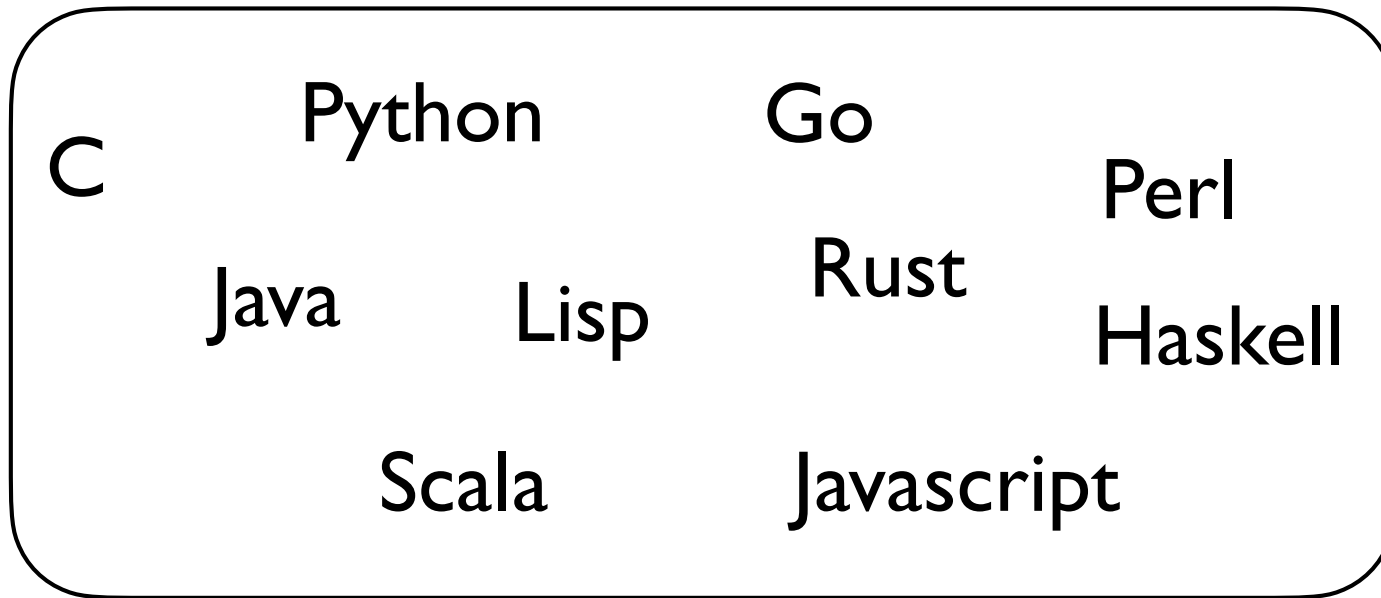 Python
Go
C
Perl
Rust
Java
Lisp
Haskell
Scala
Javascript